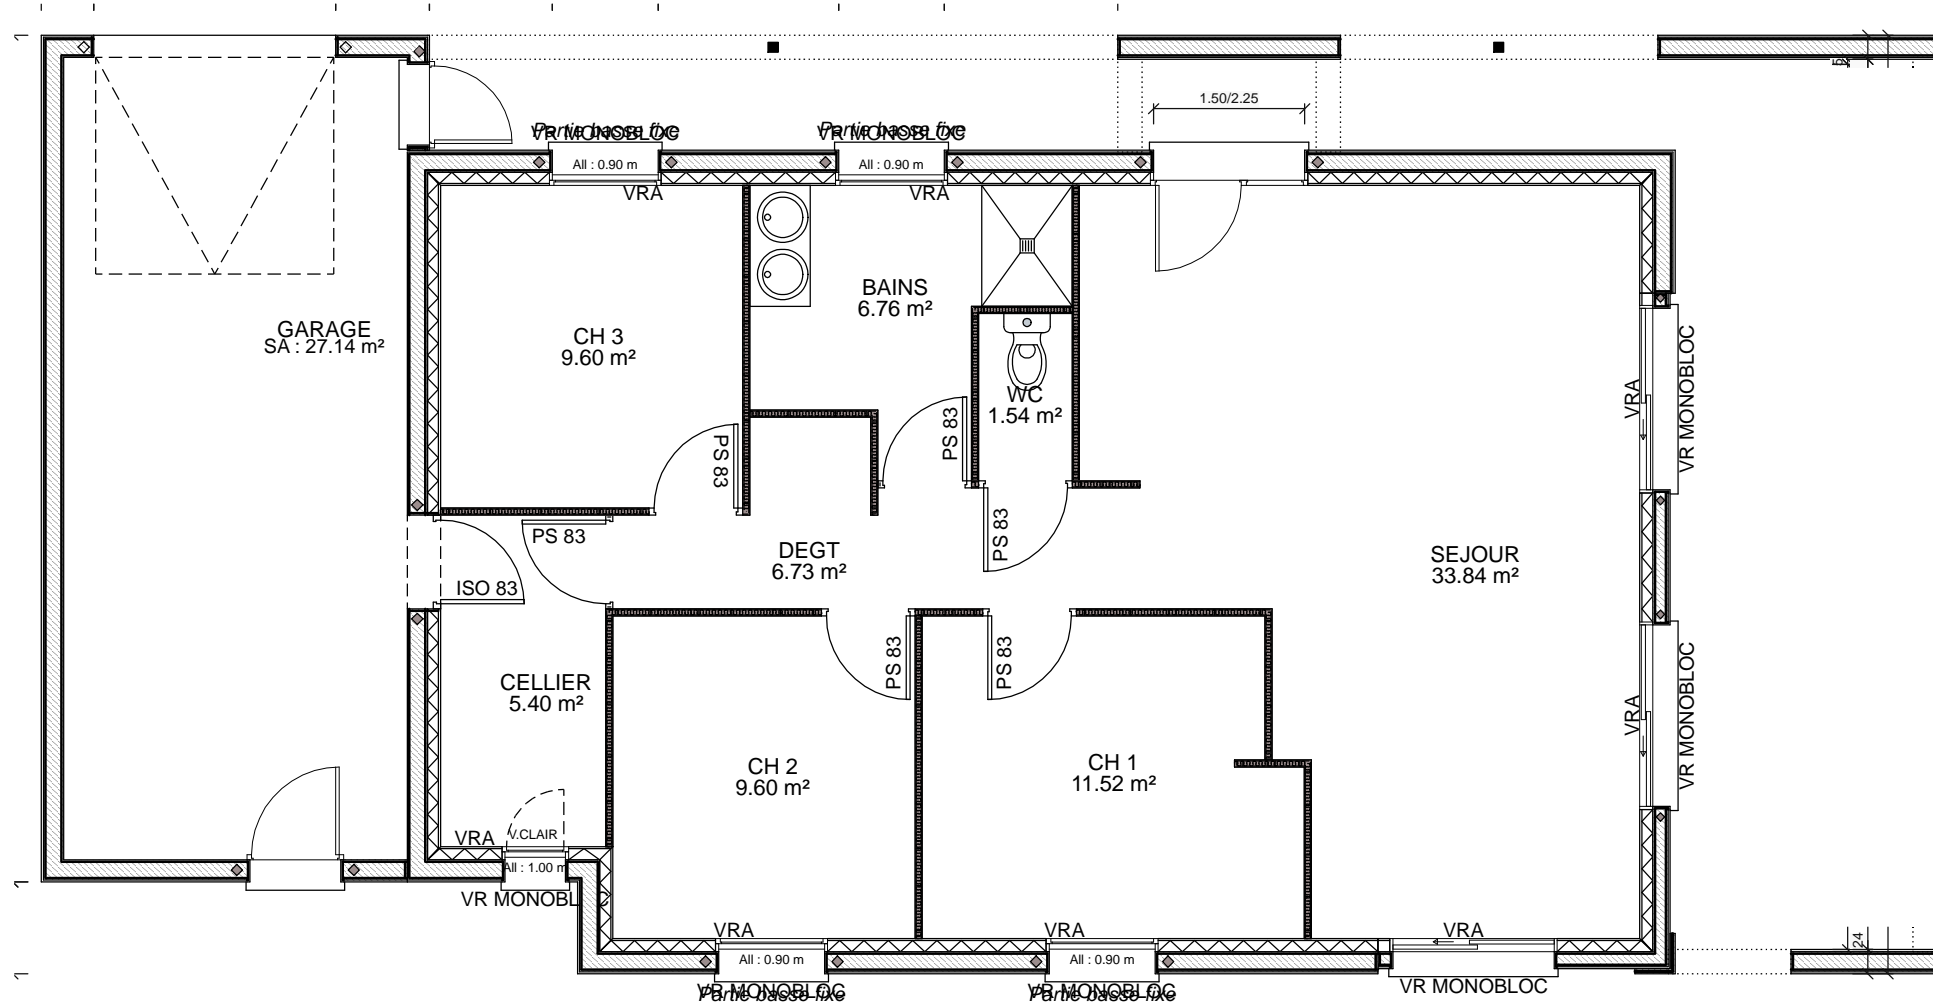 1.50/2.25
Partie basse fixe
VR MONOBLOC
Partie basse fixe
VR MONOBLOC
All : 0.90 m
All : 0.90 m
VRA
VRA
BAINS
6.76 m²
GARAGE
SA : 27.14 m²
CH 3
9.60 m²
WC
1.54 m²
VRA
VR MONOBLOC
PS 83
PS 83
PS 83
PS 83
ISO 83
DEGT
6.73 m²
SEJOUR
33.84 m²
PS 83
PS 83
CELLIER
5.40 m²
VRA
VR MONOBLOC
CH 2
9.60 m²
CH 1
11.52 m²
VRA
V.CLAIR
All : 1.00 m
VR MONOBL C
VRA
VRA
VRA
All : 0.90 m
All : 0.90 m
24
VR MONOBLOC
Partie basse fixe
VR MONOBLOC
Partie basse fixe
VR MONOBLOC